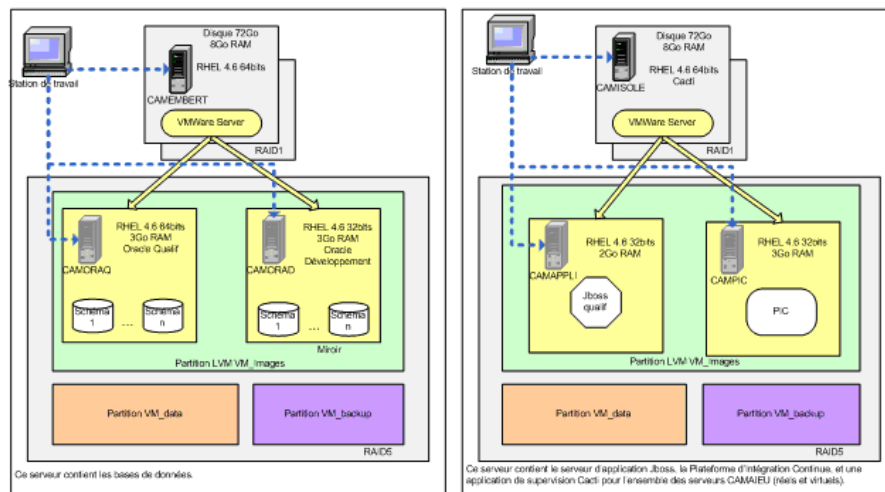 Disque 72Go
8Go RAM
RHEL 4.6 64bits
Station de travail
CAMEMBERT
VMWare Server
RAID1
RHEL 4.6 64bits
3Go RAM
Oracle Qualif
CAMORAQ
Schéma
1
...
Schéma
n
RHEL 4.6 32bits
3Go RAM
Oracle
Développement
CAMORAD
Schéma
1
...
Schéma
n
Miroir
Partition LVM VM_Images
Partition VM_data
Partition VM_backup
RAID5
Ce serveur contient les bases de données.
Disque 72Go
8Go RAM
RHEL 4.6 64bits
Cacti
Station de travail
CAMISOLE
VMWare Server
RAID1
RHEL 4.6 32bits
2Go RAM
CAMAPPLI
Jboss
qualif
RHEL 4.6 32bits
3Go RAM
CAMPIC
PIC
Partition LVM VM_Images
Partition VM_data
Partition VM_backup
RAID5
Ce serveur contient le serveur d'application Jboss, la Plateforme d'Intégration Continue, et une
application de supervision Cacti pour l'ensemble des serveurs CAMAIEU (réels et virtuels).